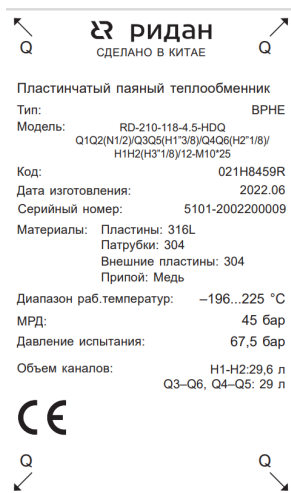 Q ридан Q
СДЕЛАНО В КИТАЕ
Пластинчатый паяный теплообменник
Тип: BPHE
Модель: RD-210-118-4.5-HDQ
Q1Q2(N1/2)/Q3Q5(H1"3/8)/Q4Q6(H2"1/8)/
H1H2(H3"1/8)/12-M10*25
Код: 021H8459R
Дата изготовления: 2022.06
Серийный номер: 5101-2002200009
Материалы: Пластины: 316L
Патрубки: 304
Внешние пластины: 304
Припой: Медь
Диапазон раб.температур: –196...225 °C
МРД: 45 бар
Давление испытания: 67,5 бар
Объем каналов: H1-H2:29,6 л
Q3–Q6, Q4–Q5: 29 л
CE
Q Q